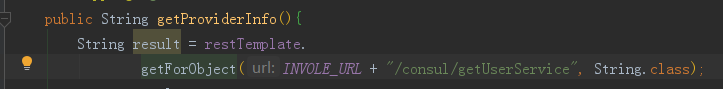 public String getProviderInfo(){
String result = restTemplate.
getForObject( url: INVOLE_URL + "/consul/getUserService", String.class);